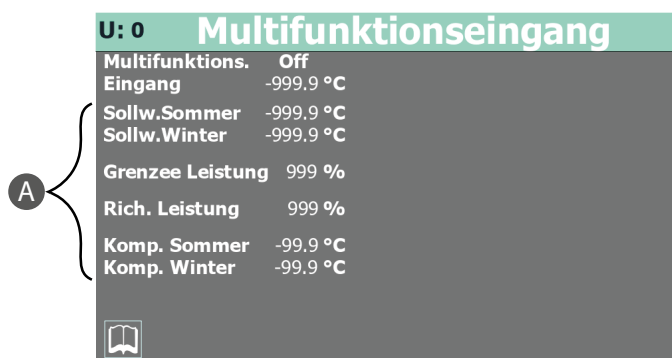 U: 0 Multifunktionseingang
Multifunktions. Off
Eingang -999.9 °C
Sollw.Sommer -999.9 °C
Sollw.Winter -999.9 °C
A
Grenzee Leistung 999 %
Rich. Leistung 999 %
Komp. Sommer -99.9 °C
Komp. Winter -99.9 °C